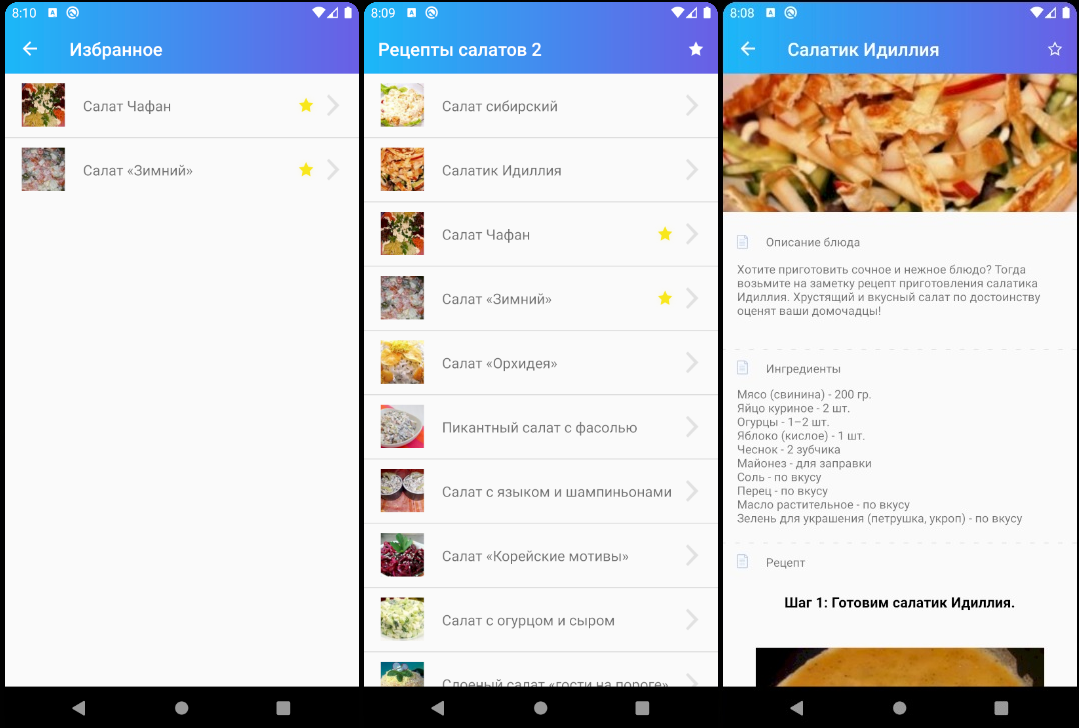 8:10
Избранное
Салат Чафан
Салат «Зимний»
8:09
Рецепты салатов 2
Салат сибирский
Салатик Идиллия
Салат Чафан
Салат «Зимний»
Салат «Орхидея»
Пикантный салат с фасолью
Салат с языком и шампиньонами
Салат «Корейские мотивы»
Салат с огурцом и сыром
Слоеный салат «гости на пороге»
8:08
Салатик Идиллия
Описание блюда
Хотите приготовить сочное и нежное блюдо? Тогда
возьмите на заметку рецепт приготовления салатика
Идиллия. Хрустящий и вкусный салат по достоинству
оценят ваши домочадцы!
Ингредиенты
Мясо (свинина) - 200 гр.
Яйцо куриное - 2 шт.
Огурцы - 1–2 шт.
Яблоко (кислое) - 1 шт.
Чеснок - 2 зубчика
Майонез - для заправки
Соль - по вкусу
Перец - по вкусу
Масло растительное - по вкусу
Зелень для украшения (петрушка, укроп) - по вкусу
Рецепт
Шаг 1: Готовим салатик Идиллия.